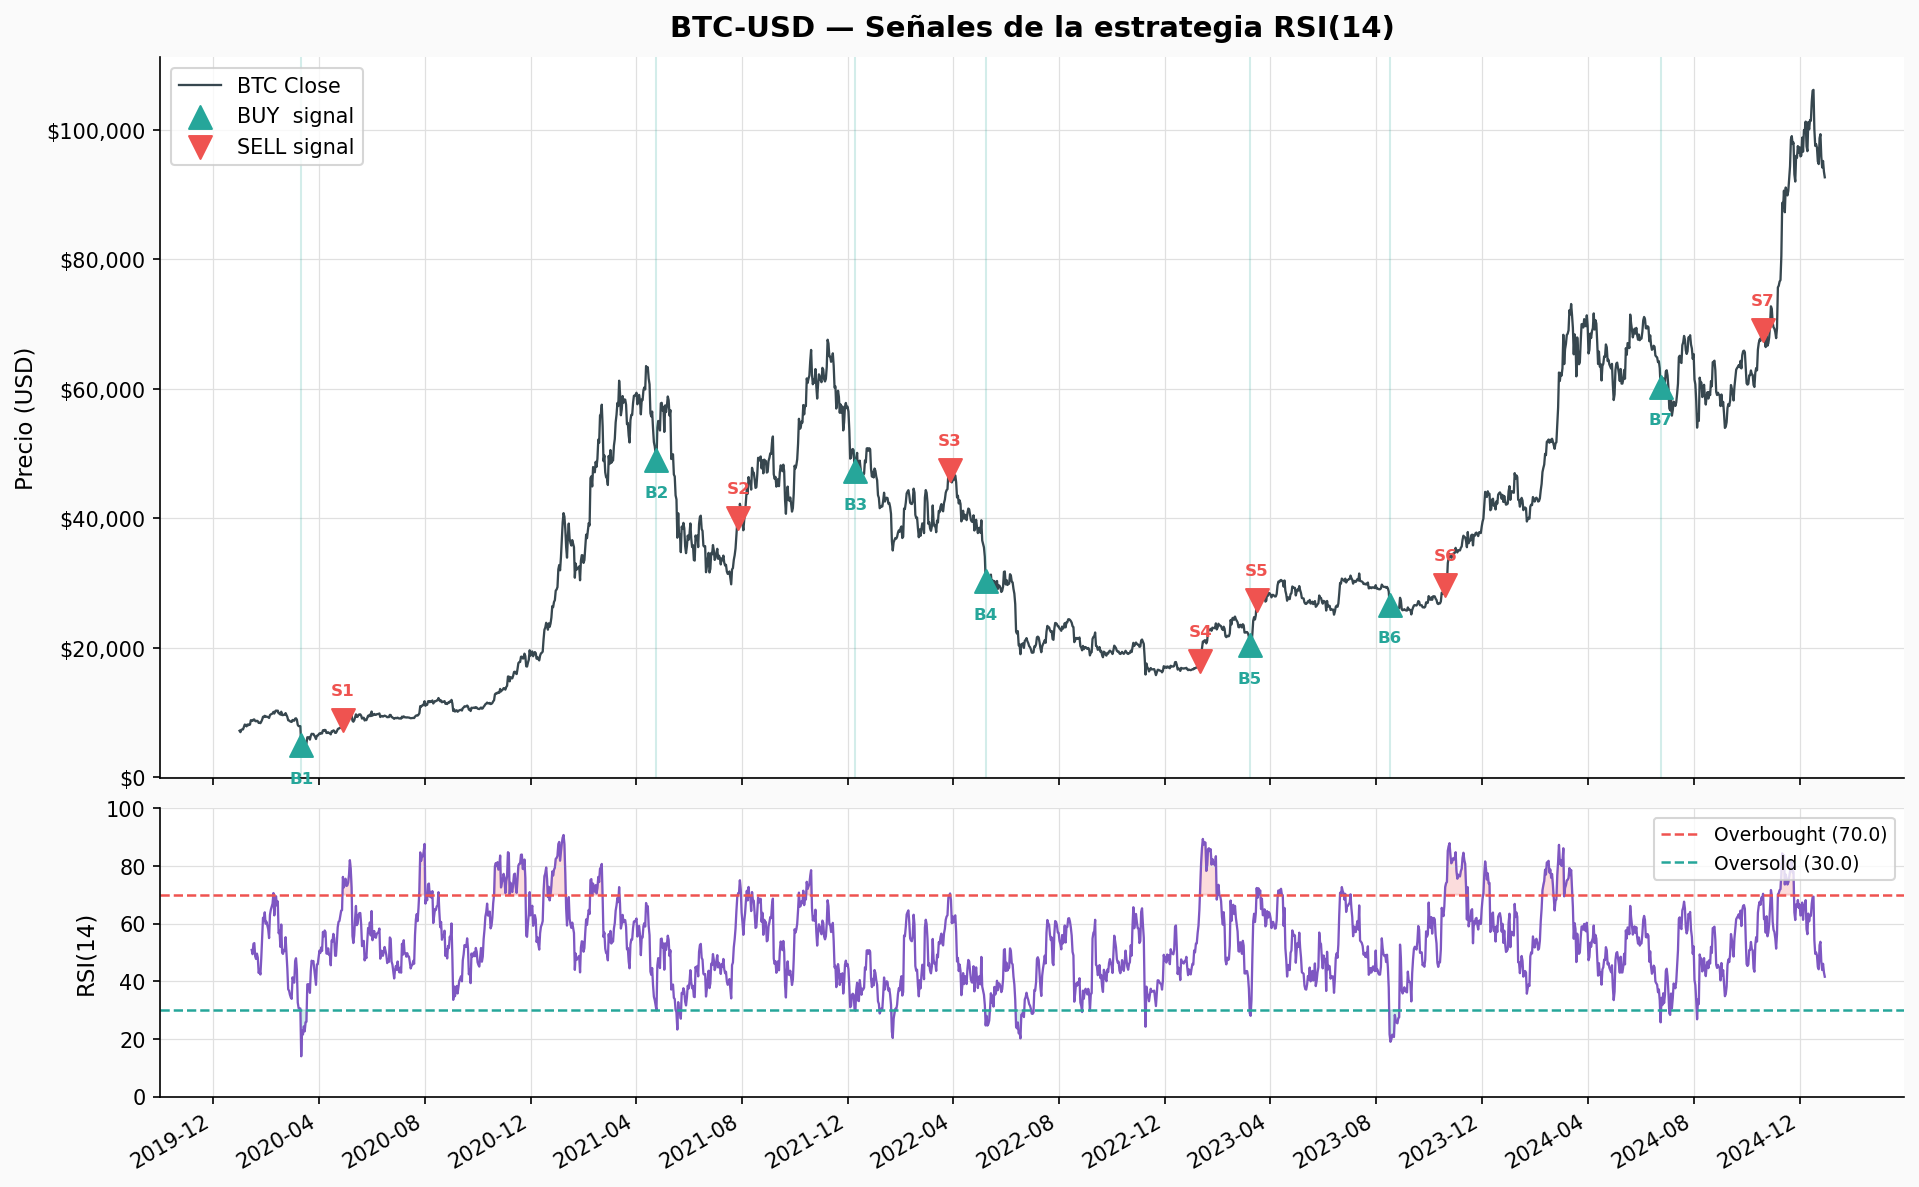 BTC-USD — Señales de la estrategia RSI(14)
BTC Close
BUY  signal
SELL signal
Precio (USD)
$100,000
$80,000
$60,000
$40,000
$20,000
$0
B1
S1
B2
S2
B3
S3
B4
S4
B5
S5
B6
S6
B7
S7
RSI(14)
100
80
60
40
20
0
Overbought (70.0)
Oversold (30.0)
2019-12
2020-04
2020-08
2020-12
2021-04
2021-08
2021-12
2022-04
2022-08
2022-12
2023-04
2023-08
2023-12
2024-04
2024-08
2024-12